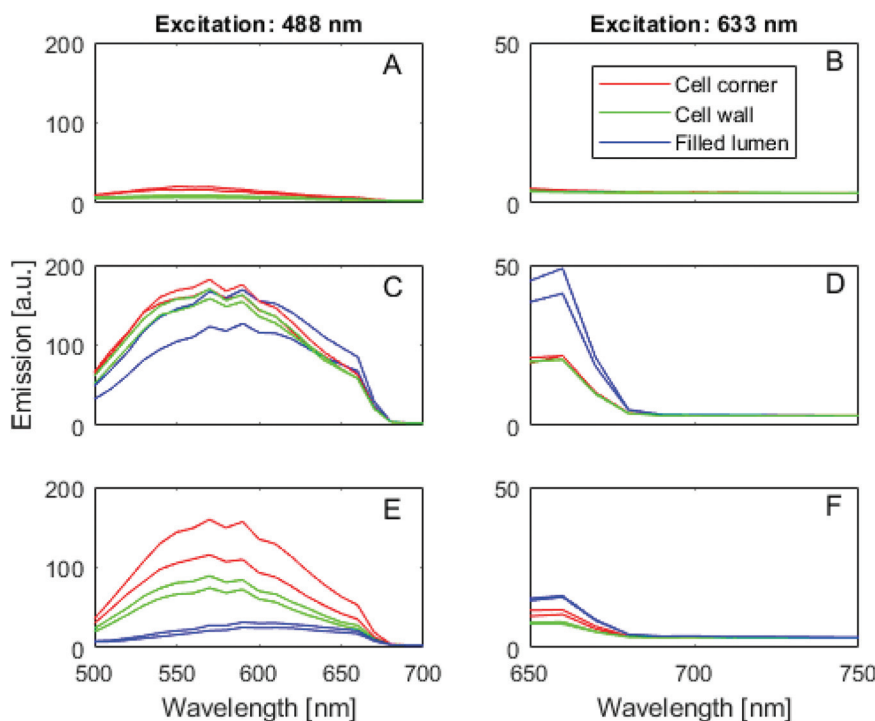 Excitation: 488 nm
Excitation: 633 nm
200
100
0
A
50
0
B
Cell corner
Cell wall
Filled lumen
Emission [a.u.]
200
100
0
C
50
0
D
200
100
0
E
500
550
600
650
700
Wavelength [nm]
50
0
F
650
700
750
Wavelength [nm]